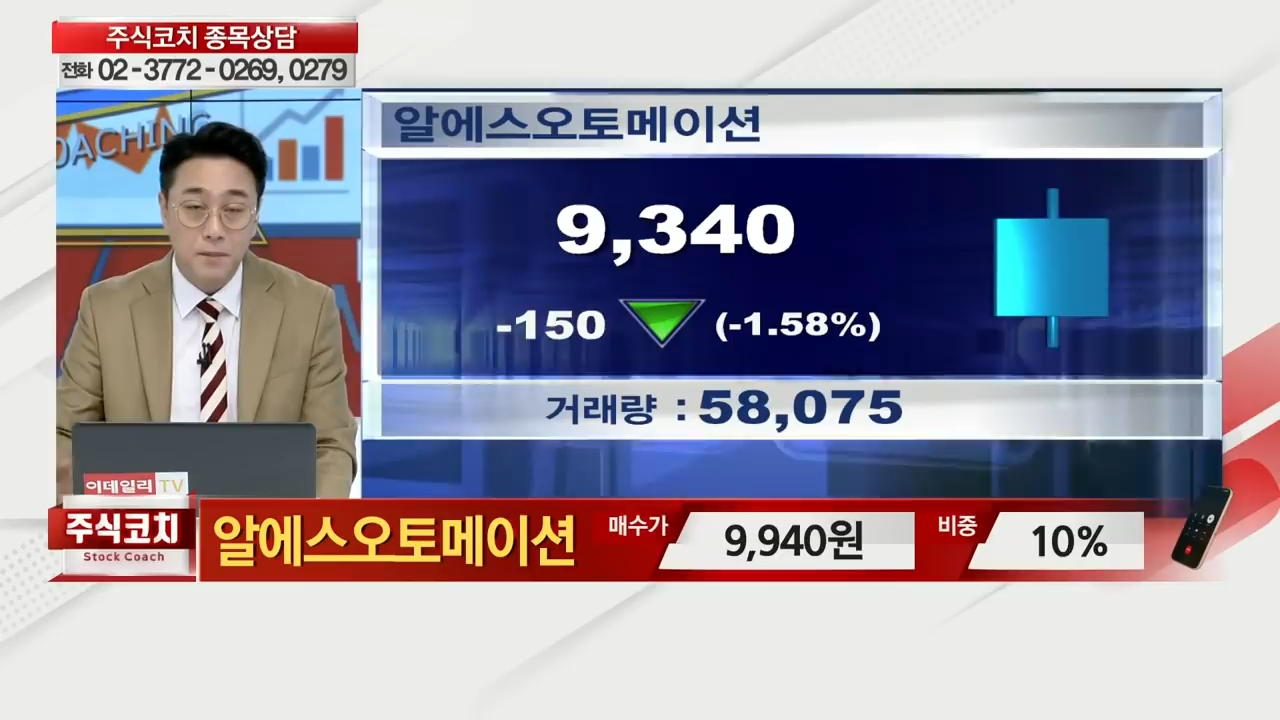 주식코치 종목상담
전화 02-3772-0269, 0279
OACHING
알에스오토메이션
9,340
-150 (-1.58%)
거래량 : 58,075
이데일리 TV
주식코치
Stock Coach
알에스오토메이션
매수가
9,940원
비중
10%